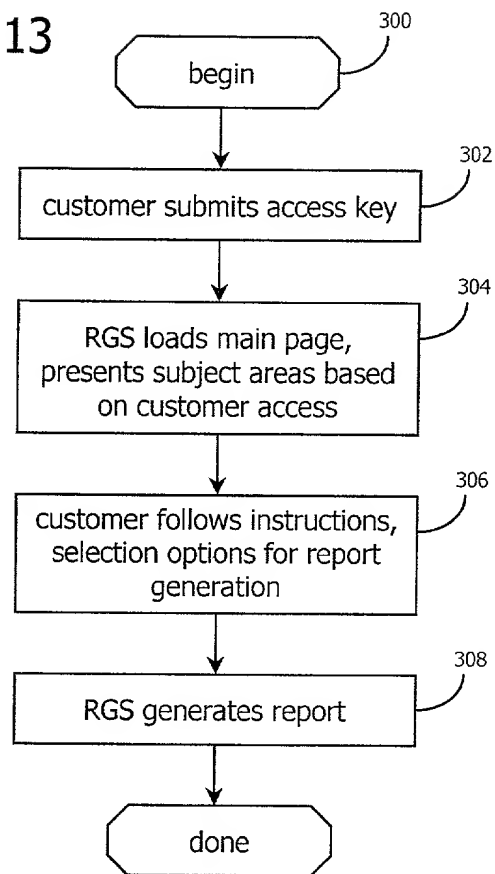 13
300
begin
302
customer submits access key
304
RGS loads main page,
presents subject areas based
on customer access
306
customer follows instructions,
selection options for report
generation
308
RGS generates report
done